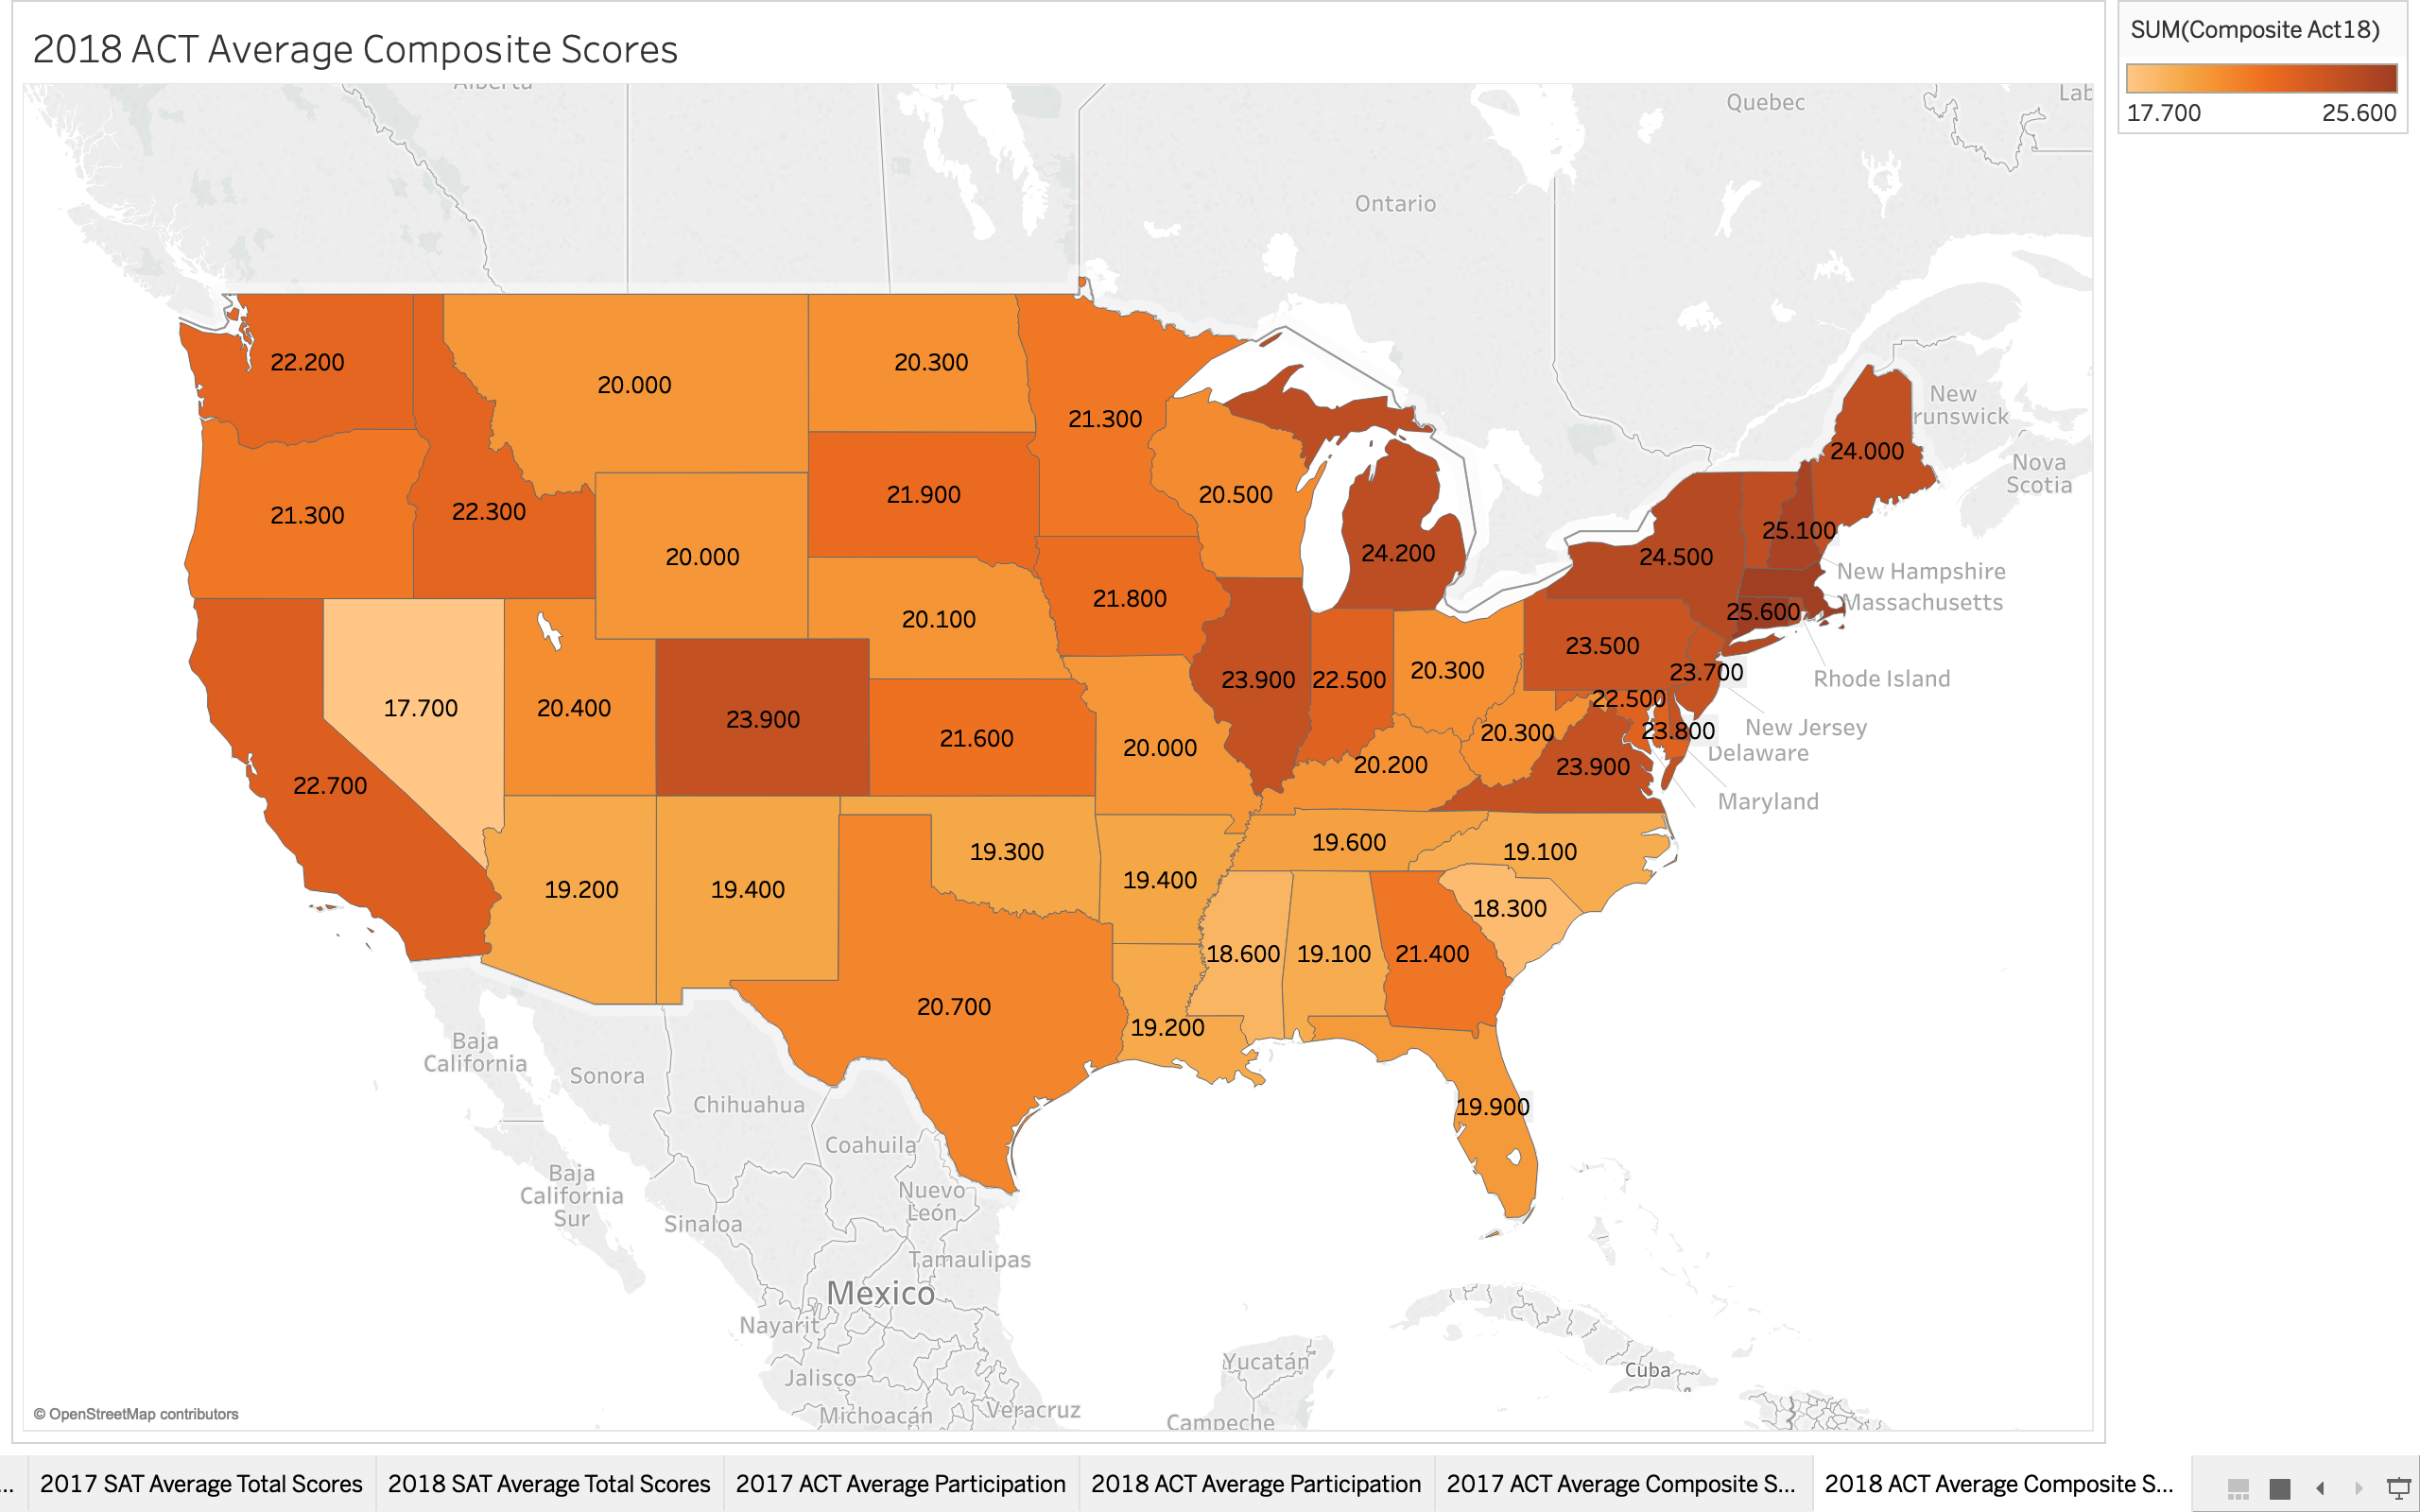 2018 ACT Average Composite Scores
SUM(Composite Act18)
17.700 25.600
Alberta
Quebec
Lab
Ontario
22.200
20.000
20.300
21.300
New
runswick
24.000
Nova
Scotia
21.300
22.300
21.900
20.500
24.200
25.100
24.500
20.000
New Hampshire
Massachusetts
21.800
25.600
20.100
23.500
23.700
Rhode Island
17.700
20.400
23.900
21.600
23.900
22.500
20.300
22.500
New Jersey
20.300
23.800
Delaware
20.000
20.200
23.900
22.700
Maryland
19.300
19.600
19.100
19.200
19.400
19.400
18.300
18.600
19.100
21.400
20.700
19.200
Baja
California
Sonora
Chihuahua
19.900
Coahuila
Baja
California
Sur
Nuevo
León
Sinaloa
Tamaulipas
Mexico
Nayarit
Yucatán
Cuba
Jalisco
Michoacán
Veracruz
Campeche
© OpenStreetMap contributors
... 2017 SAT Average Total Scores 2018 SAT Average Total Scores 2017 ACT Average Participation 2018 ACT Average Participation 2017 ACT Average Composite S... 2018 ACT Average Composite S...